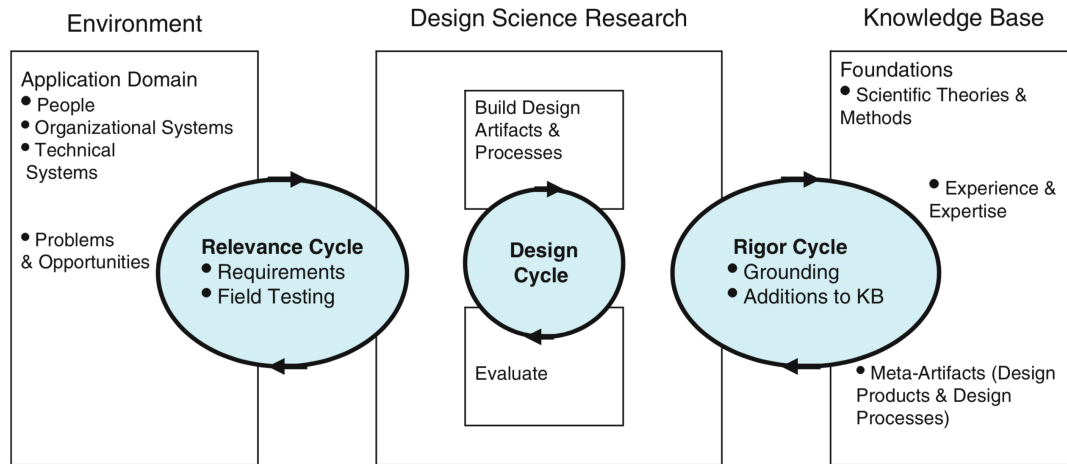 Environment
Design Science Research
Knowledge Base
Application Domain
• People
• Organizational Systems
• Technical
Systems
• Problems
& Opportunities
Relevance Cycle
• Requirements
• Field Testing
Build Design
Artifacts &
Processes
Design
Cycle
Evaluate
Foundations
• Scientific Theories &
Methods
• Experience &
Expertise
Rigor Cycle
• Grounding
• Additions to KB
• Meta-Artifacts (Design
Products & Design
Processes)